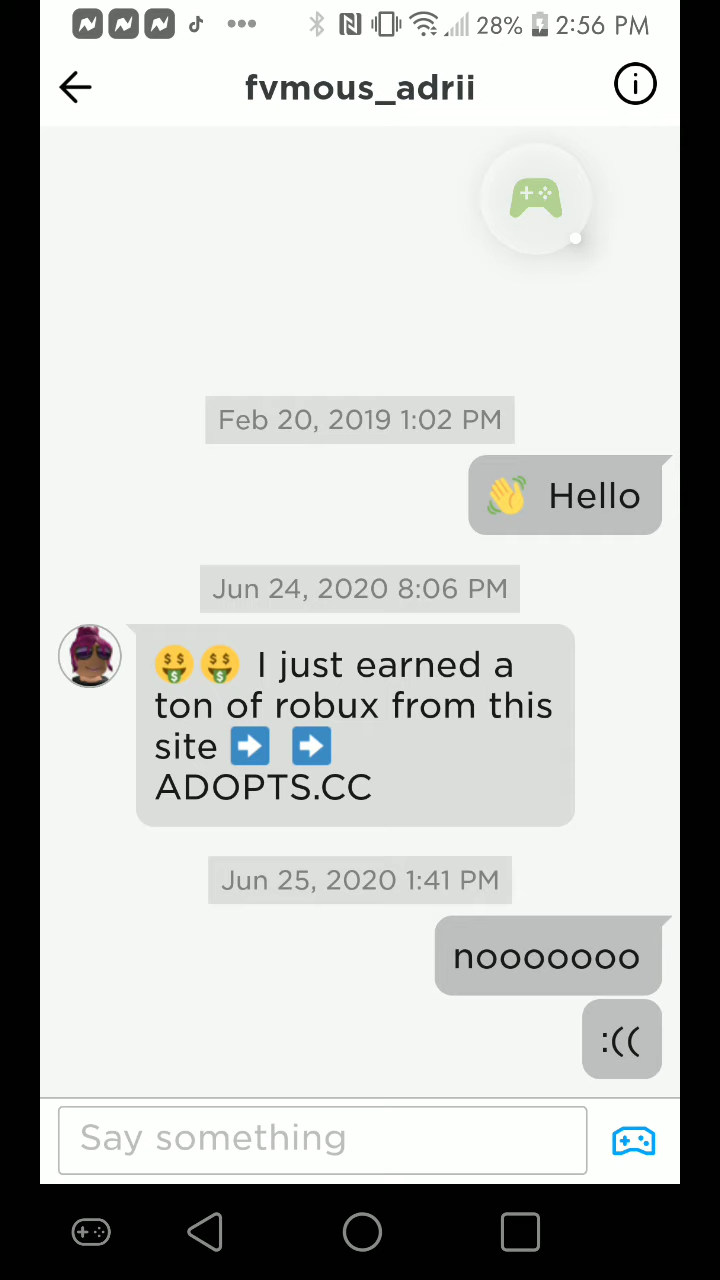 28% 2:56 PM
fvmous_adrii
Feb 20, 2019 1:02 PM
👋 Hello
Jun 24, 2020 8:06 PM
🤑🤑 I just earned a
ton of robux from this
site ➡️ ➡️
ADOPTS.CC
Jun 25, 2020 1:41 PM
nooooooo
:((
Say something